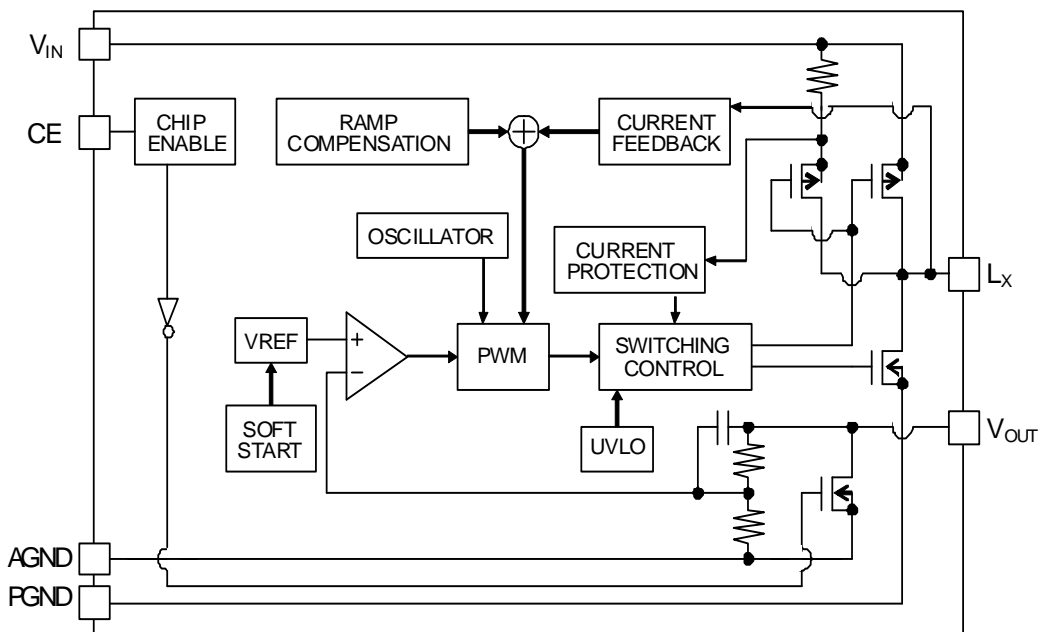 VIN
CE
CHIP
ENABLE
RAMP
COMPENSATION
+
CURRENT
FEEDBACK
OSCILLATOR
CURRENT
PROTECTION
LX
VREF
+
−
PWM
SWITCHING
CONTROL
SOFT
START
UVLO
VOUT
AGND
PGND